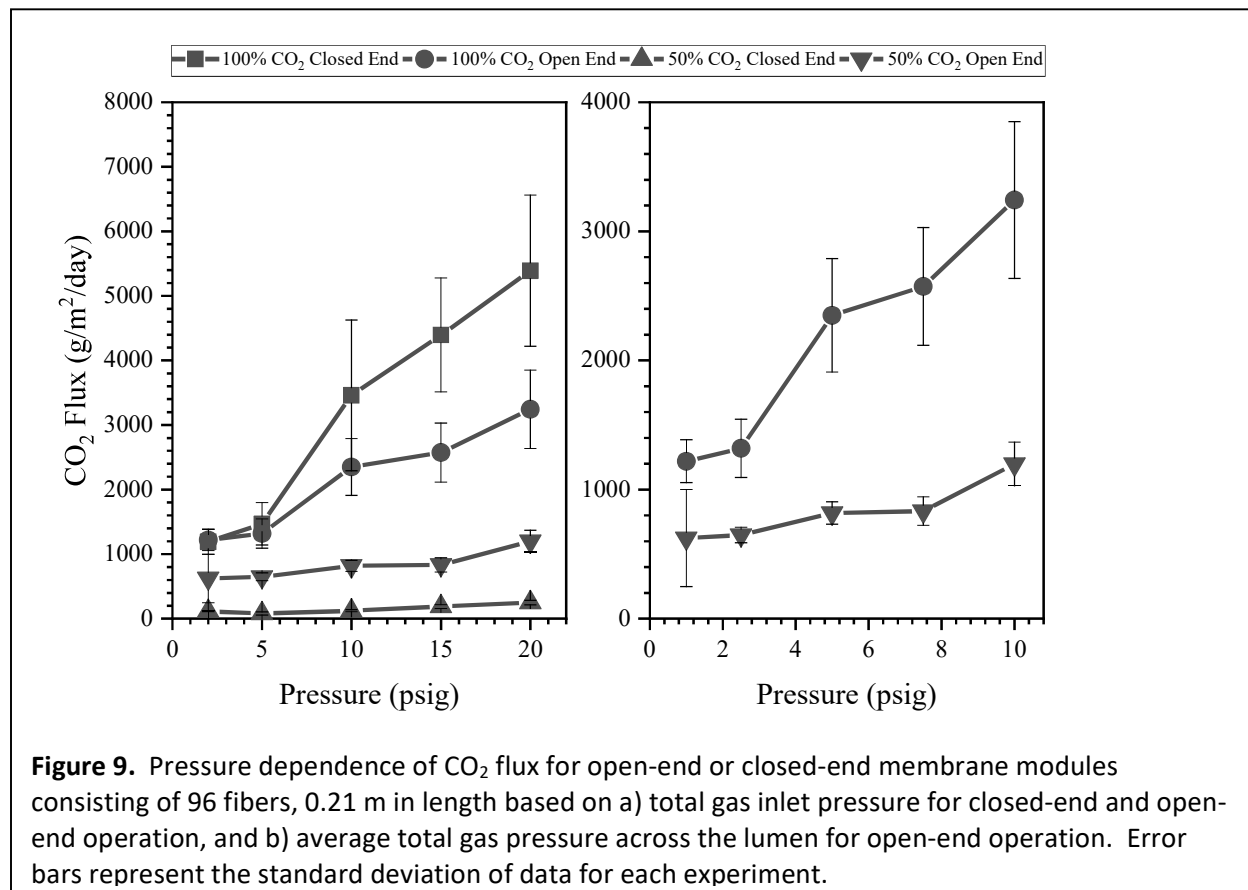 100% CO₂ Closed End 100% CO₂ Open End 50% CO₂ Closed End 50% CO₂ Open End
CO₂ Flux (g/m²/day)
8000
7000
6000
5000
4000
3000
2000
1000
0
0 5 10 15 20
Pressure (psig)
4000
3000
2000
1000
0
0 2 4 6 8 10
Pressure (psig)
Figure 9. Pressure dependence of CO₂ flux for open-end or closed-end membrane modules
consisting of 96 fibers, 0.21 m in length based on a) total gas inlet pressure for closed-end and open-
end operation, and b) average total gas pressure across the lumen for open-end operation. Error
bars represent the standard deviation of data for each experiment.